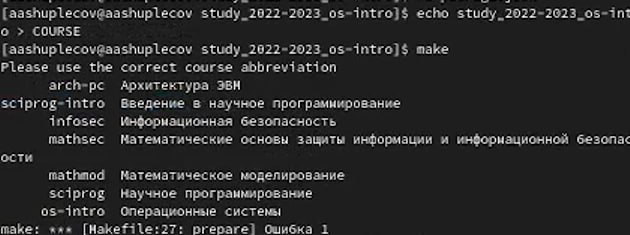 [aashuplecov@aashuplecov study_2022-2023_os-intro]$ echo study_2022-2023_os-int
o > COURSE
[aashuplecov@aashuplecov study_2022-2023_os-intro]$ make
Please use the correct course abbreviation
arch-pc Архитектура ЭВМ
sciprog-intro Введение в научное программирование
infosec Информационная безопасность
mathsec Математические основы защиты информации и информационной безопас
ости
mathmod Математическое моделирование
sciprog Научное программирование
os-intro Операционные системы
make: *** [Makefile:27: prepare] Ошибка 1